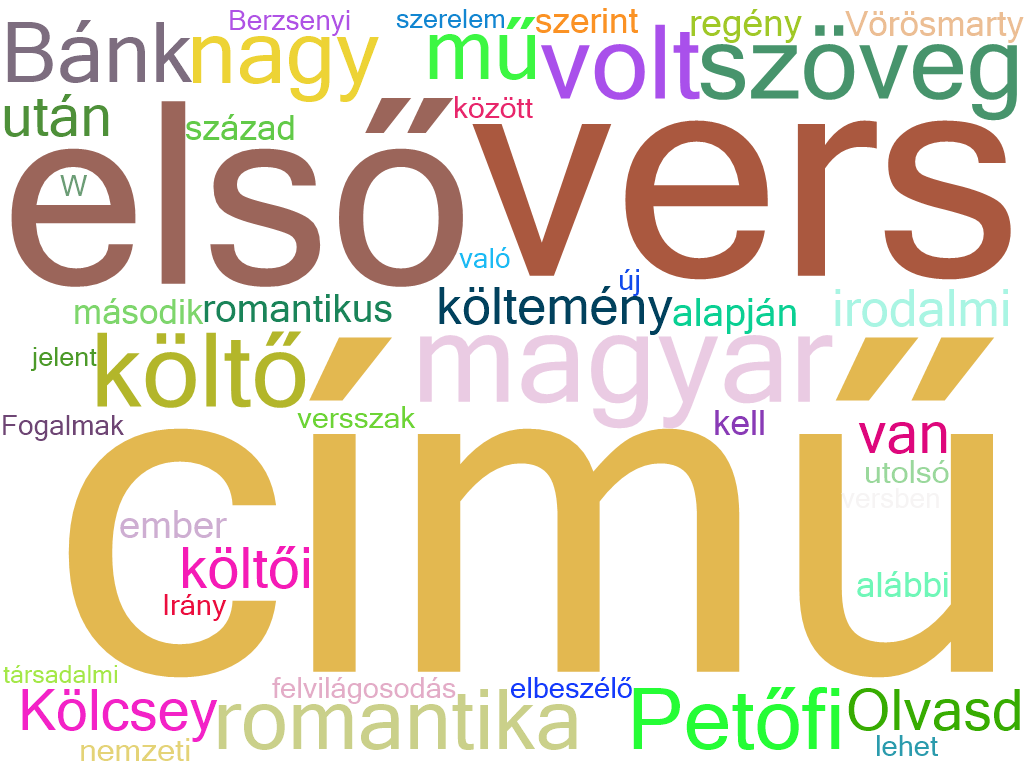 Berzsenyi szerelem szerint regény Vörösmarty
Bánk nagy mű volt szöveg
után század között
első vers
W
való
új
második romantikus költemény alapján irodalmi
jelent költő magyar
Fogalmak versszak kell van
című
utolsó
versben
ember
költői alábbi
Irány
társadalmi
Kölcsey felvilágosodás elbeszélő Petőfi Olvasd
romantika
nemzeti lehet